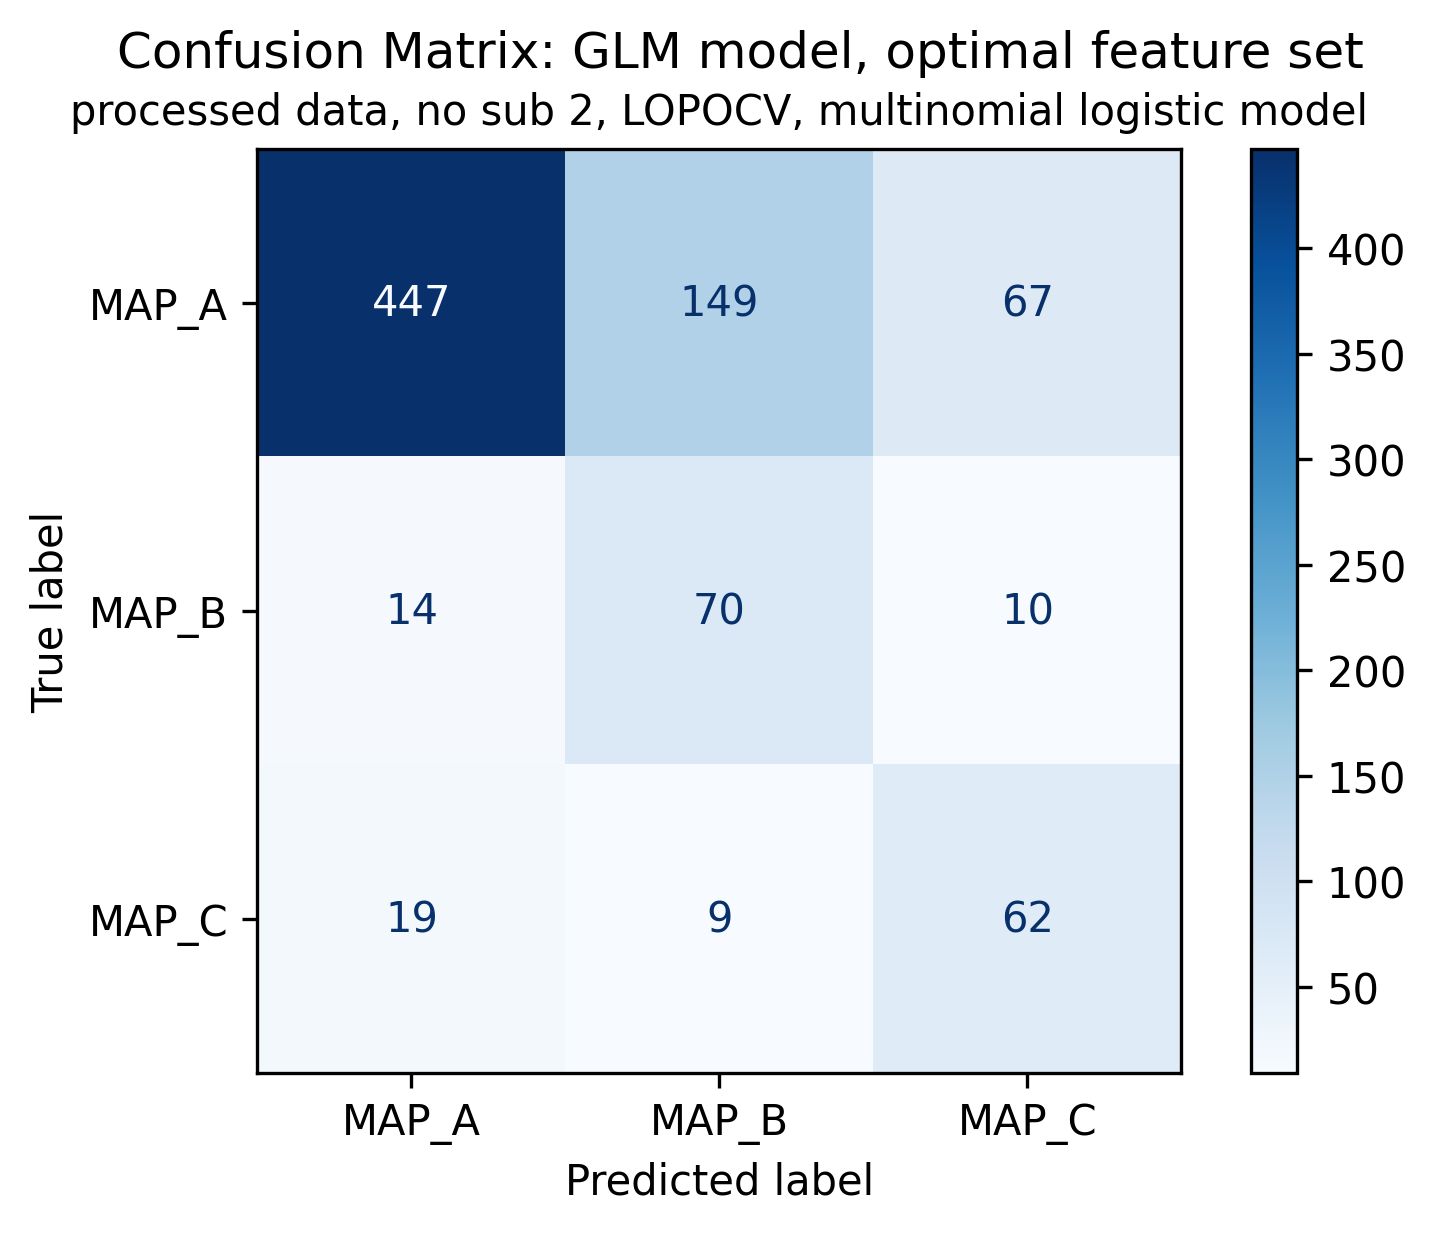 Confusion Matrix: GLM model, optimal feature set
processed data, no sub 2, LOPOCV, multinomial logistic model
True label
MAP_A 447 149 67
MAP_B 14 70 10
MAP_C 19 9 62
MAP_A MAP_B MAP_C
Predicted label
400
350
300
250
200
150
100
50